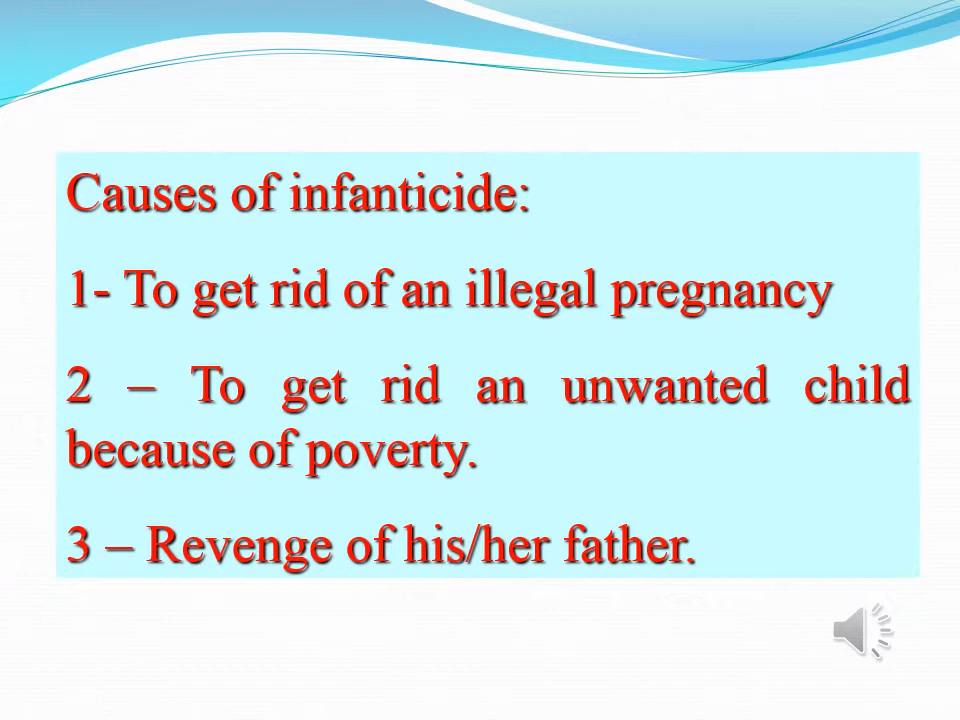 Causes of infanticide:
1- To get rid of an illegal pregnancy
2 – To get rid an unwanted child
because of poverty.
3 – Revenge of his/her father.